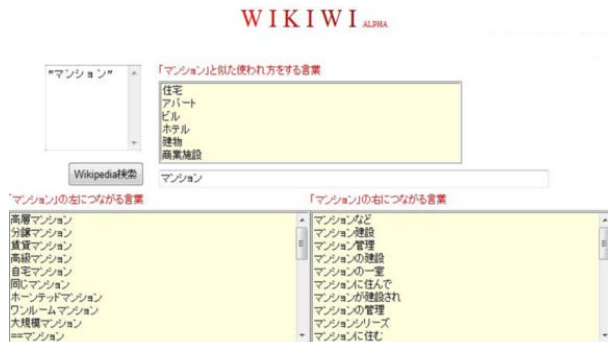 WIKIWI ALPHA
"マンション"
「マンション」と似た使われ方をする言葉
住宅
アパート
ビル
ホテル
建物
商業施設
Wikipedia検索
マンション
「マンション」の左につながる言葉
高層マンション
分譲マンション
賃貸マンション
高級マンション
自宅マンション
同じマンション
ホーンテッドマンション
ワンルームマンション
大規模マンション
==マンション
「マンション」の右につながる言葉
マンションなど
マンション建設
マンション管理
マンションの建設
マンションの一室
マンションに住んで
マンションが建設され
マンションの管理
マンションシリーズ
マンションに住む